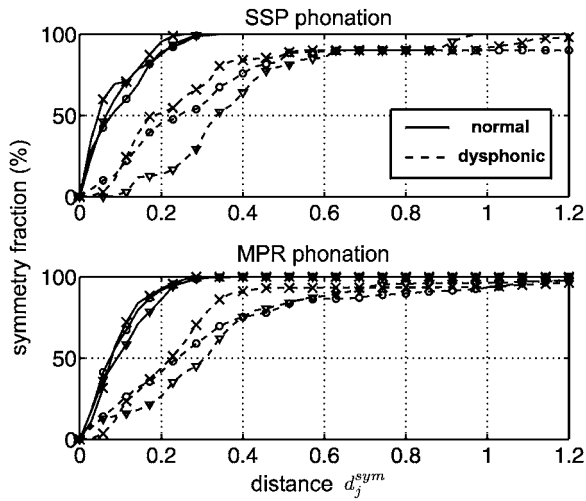 SSP phonation
100
50
0
0 0.2 0.4 0.6 0.8 1 1.2
normal
dysphonic
symmetry fraction (%)
MPR phonation
100
50
0
0 0.2 0.4 0.6 0.8 1 1.2
distance d_j^{sym}